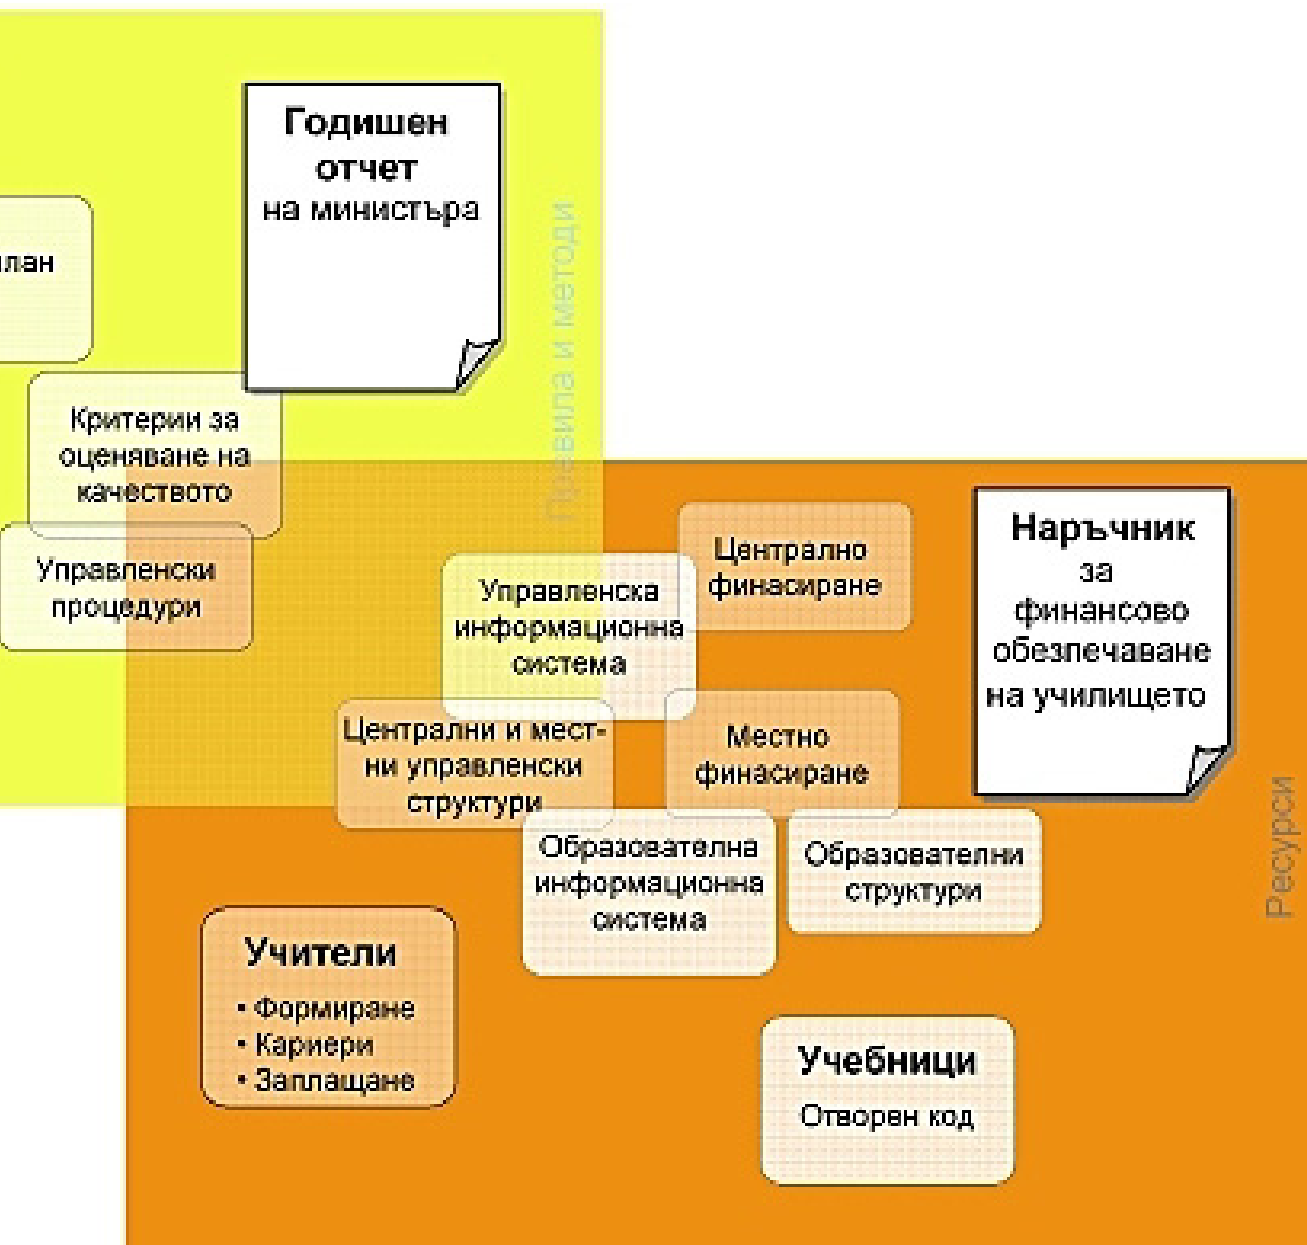 Годишен
отчет
на министъра
Правила и методи
Критерии за
оценяване на
качеството
Управленски
процедури
Управленска
информационна
система
Централно
финасиране
Наръчник
за
финансово
обезпечаване
на училището
Централни и мест-
ни управленски
структури
Местно
финасиране
Образователна
информационна
система
Образователни
структури
Ресурси
Учители
• Формиране
• Кариери
• Заплащане
Учебници
Отворен код